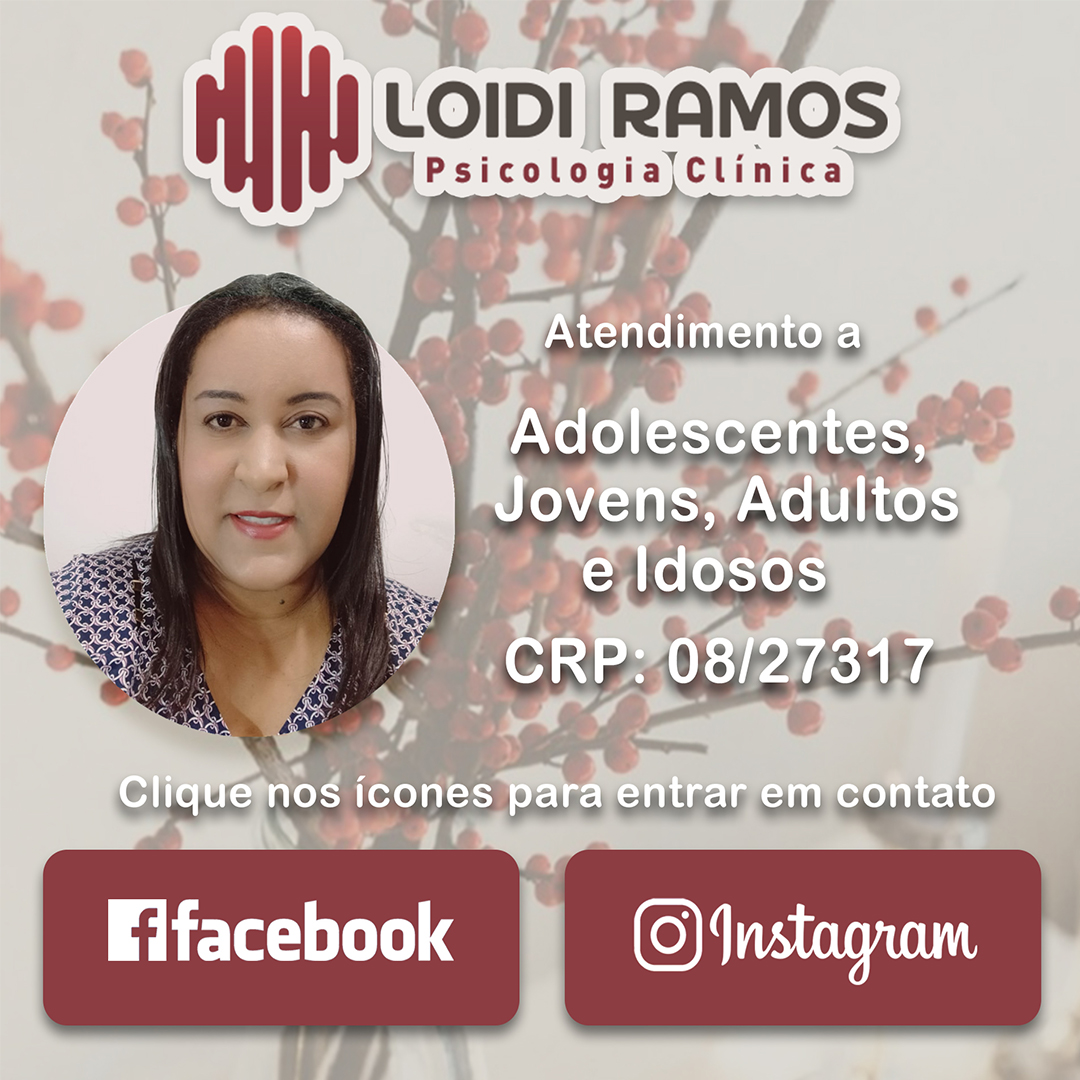 LOIDI RAMOS
Psicologia Clínica
Atendimento a
Adolescentes,
Jovens, Adultos
e Idosos
CRP: 08/27317
Clique nos ícones para entrar em contato
facebook
Instagram